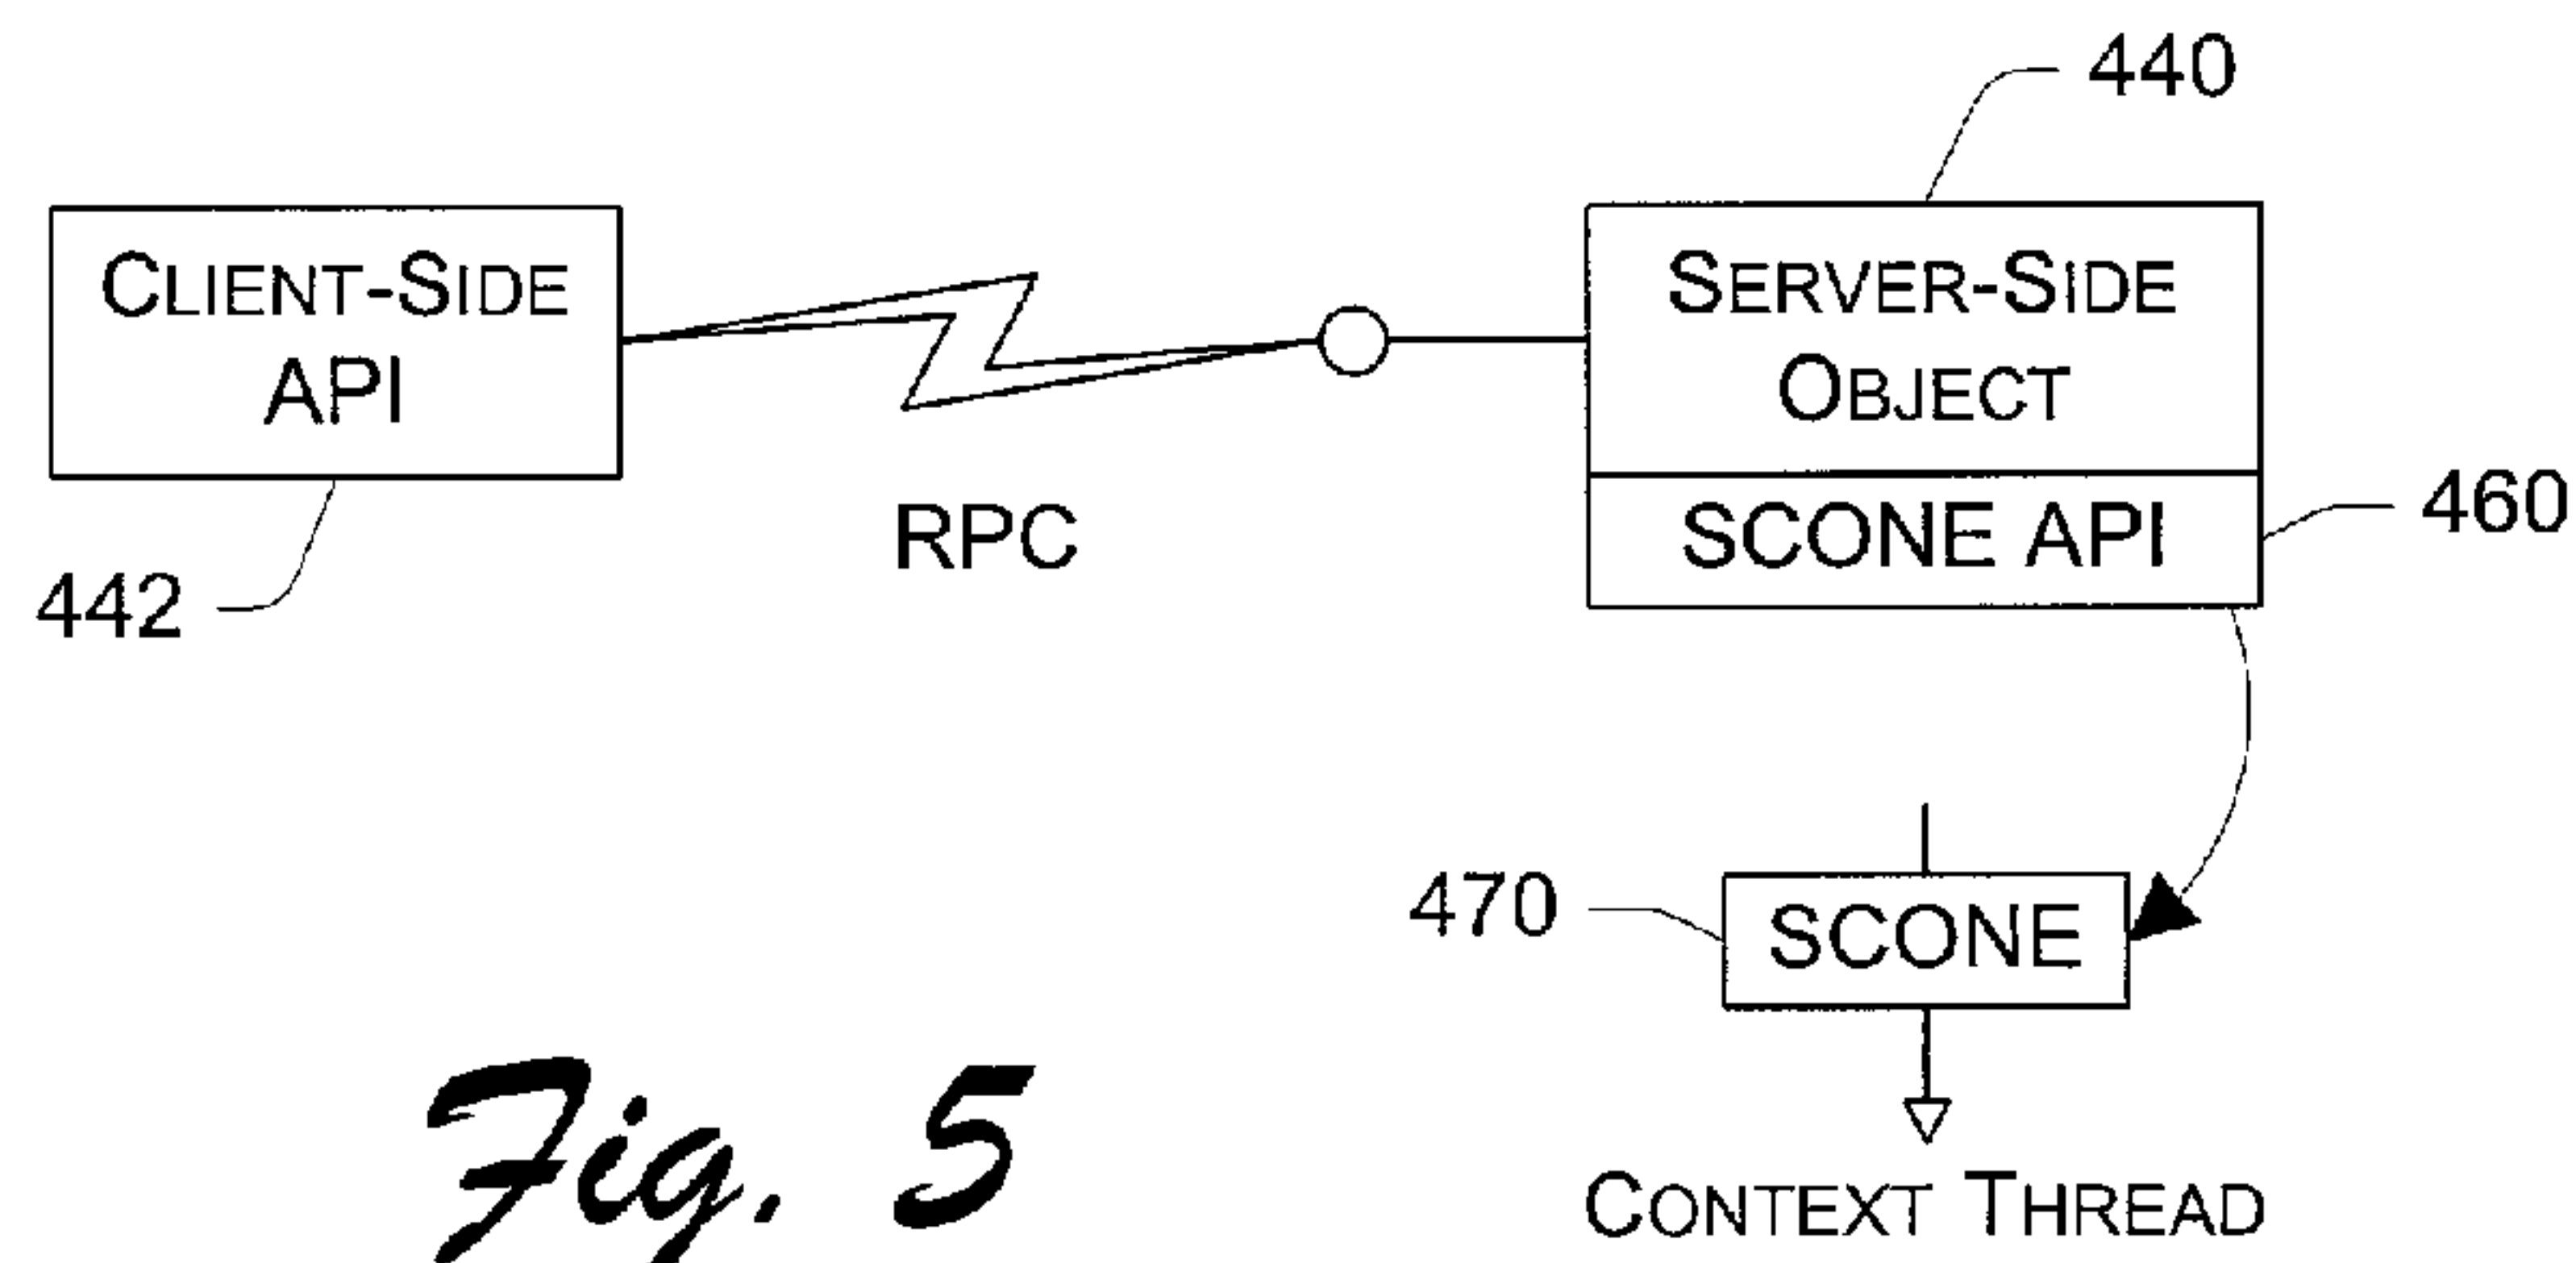 440
CLIENT-SIDE
API
SERVER-SIDE
OBJECT
SCONE API
460
RPC
442
470
SCONE
CONTEXT THREAD
Fig. 5